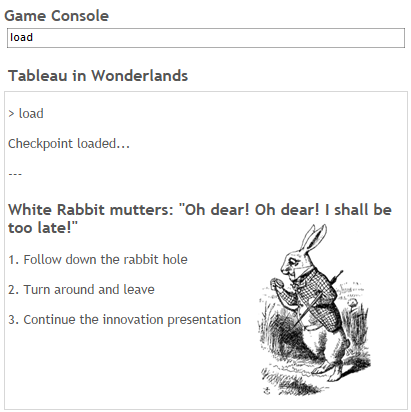 Game Console
load
Tableau in Wonderlands
> load
Checkpoint loaded...
---
White Rabbit mutters: "Oh dear! Oh dear! I shall be
too late!"
1. Follow down the rabbit hole
2. Turn around and leave
3. Continue the innovation presentation